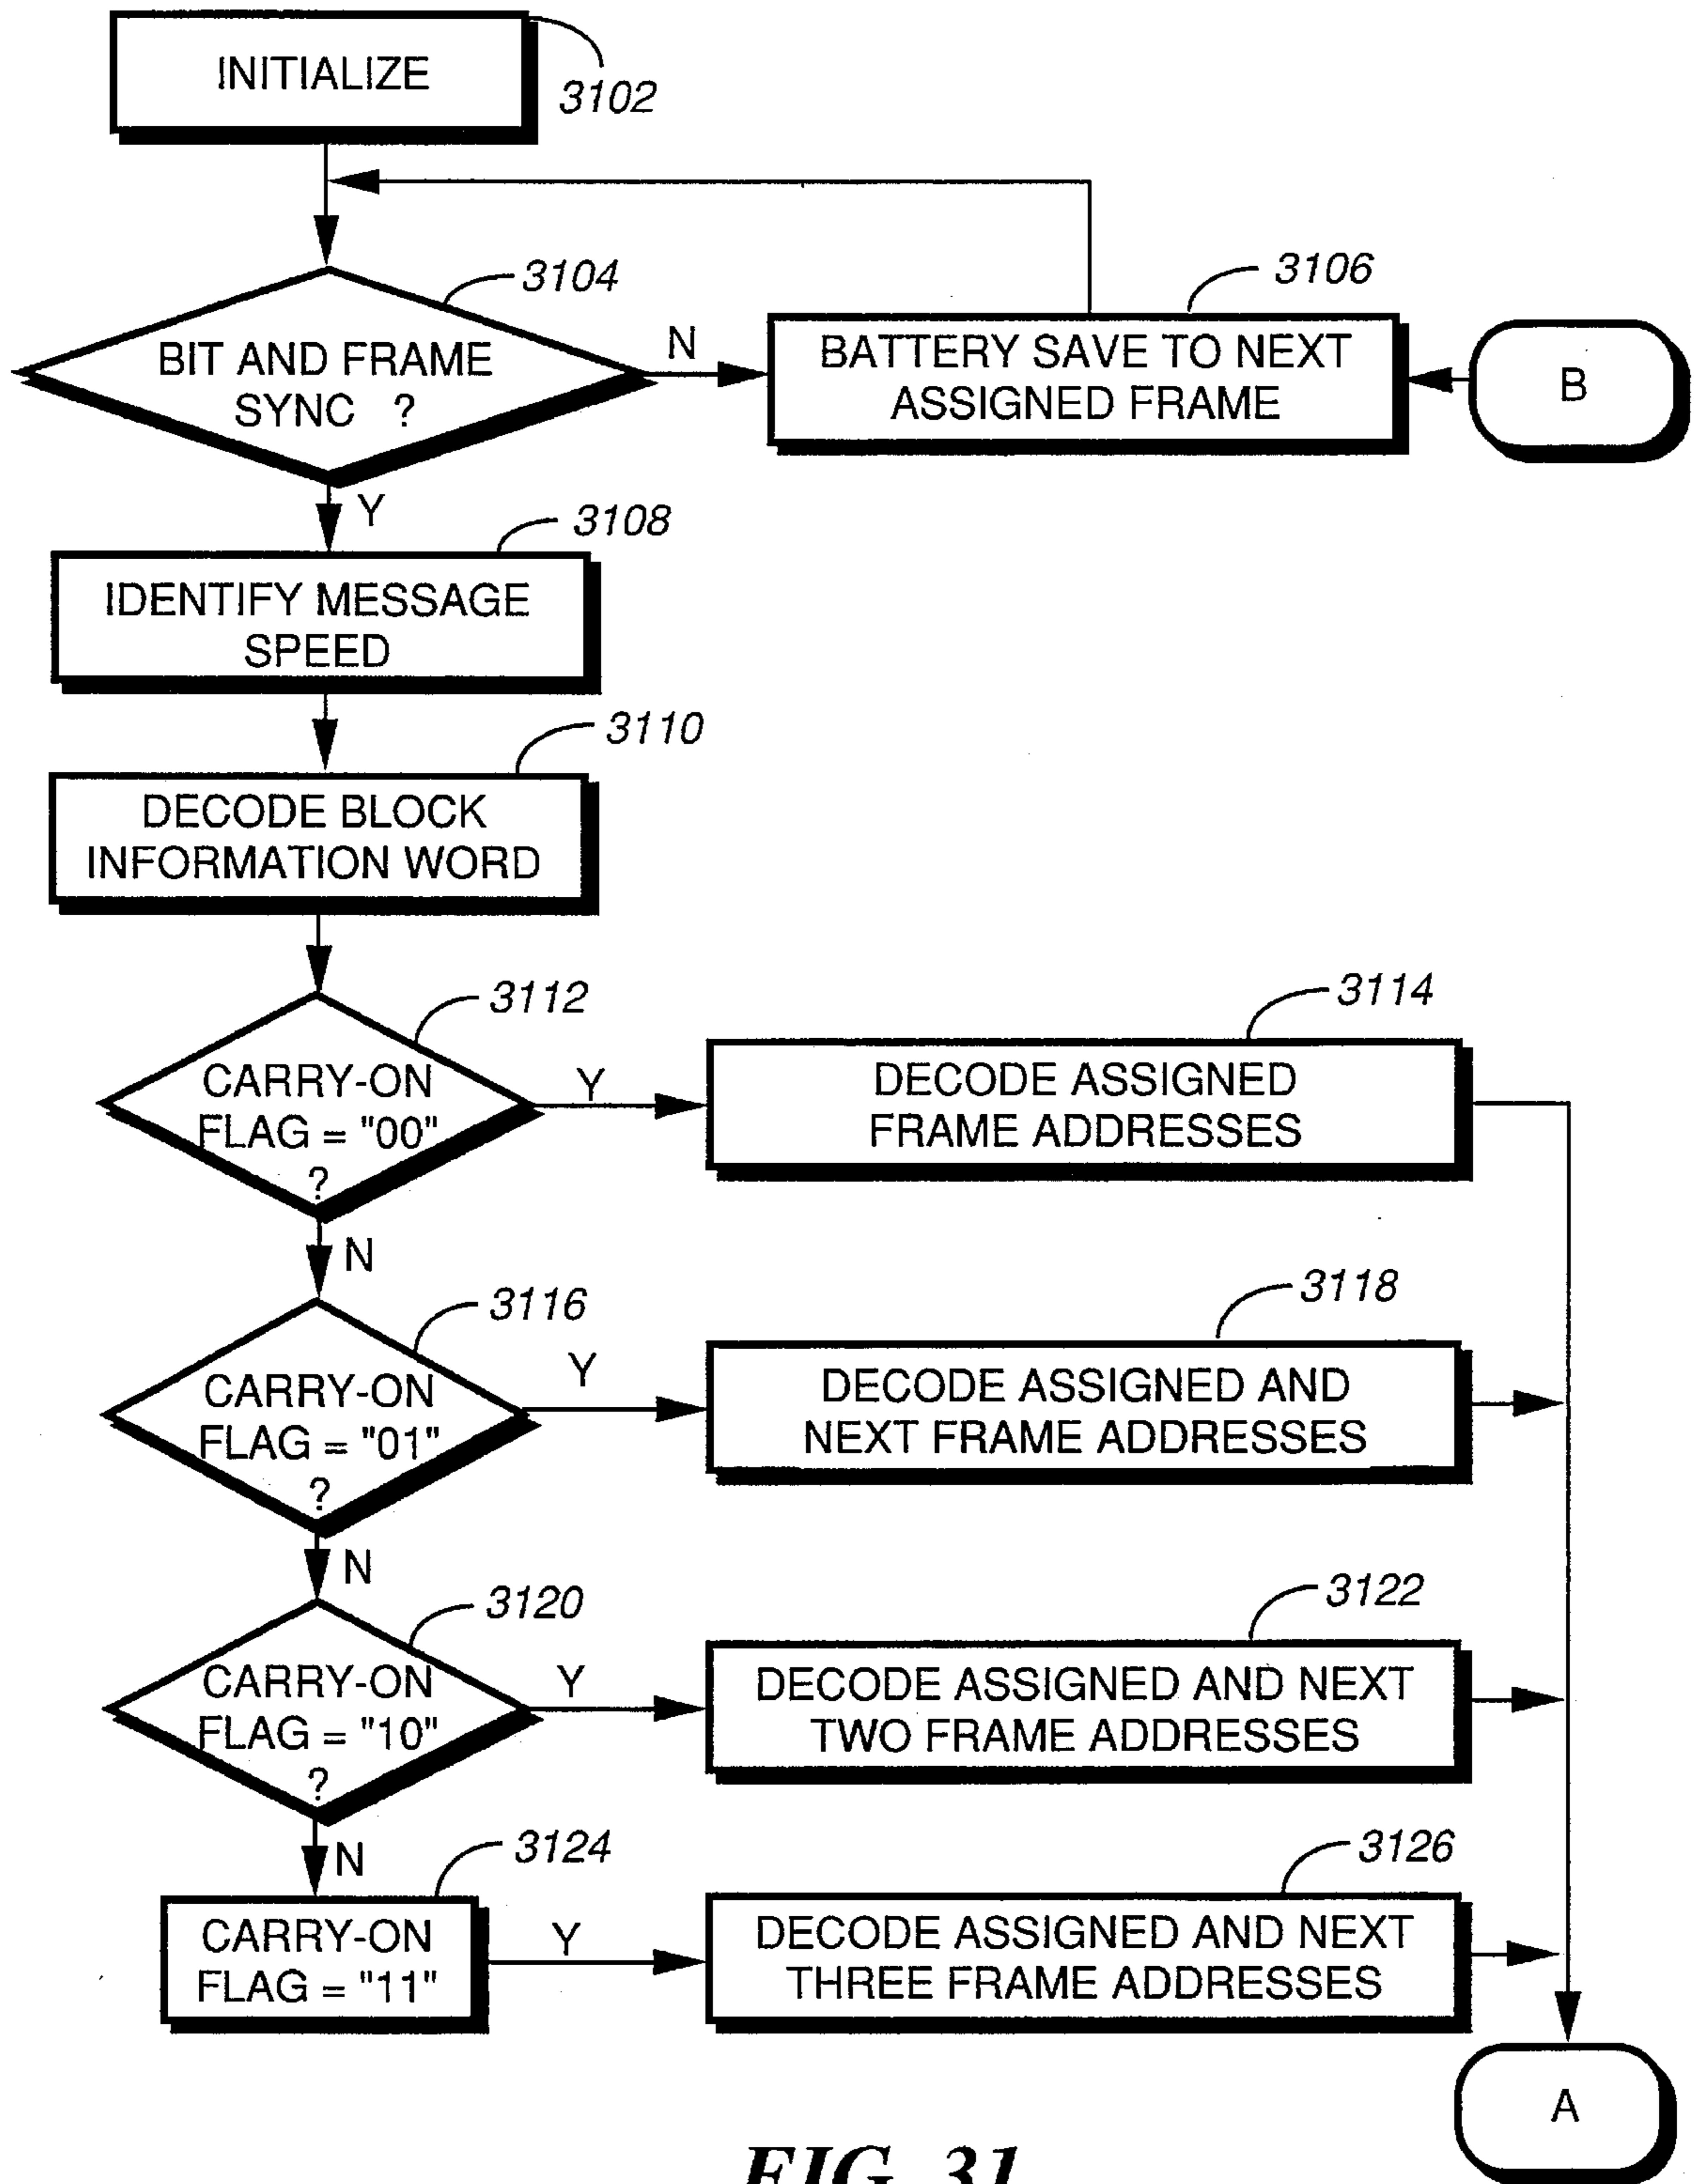 INITIALIZE
3102
3104
BIT AND FRAME
SYNC ?
N
3106
BATTERY SAVE TO NEXT
ASSIGNED FRAME
B
Y
3108
IDENTIFY MESSAGE
SPEED
3110
DECODE BLOCK
INFORMATION WORD
3112
CARRY-ON
FLAG = "00"
?
Y
3114
DECODE ASSIGNED
FRAME ADDRESSES
N
3116
CARRY-ON
FLAG = "01"
?
Y
3118
DECODE ASSIGNED AND
NEXT FRAME ADDRESSES
N
3120
CARRY-ON
FLAG = "10"
?
Y
3122
DECODE ASSIGNED AND NEXT
TWO FRAME ADDRESSES
N
3124
CARRY-ON
FLAG = "11"
Y
3126
DECODE ASSIGNED AND NEXT
THREE FRAME ADDRESSES
A
FIG. 31